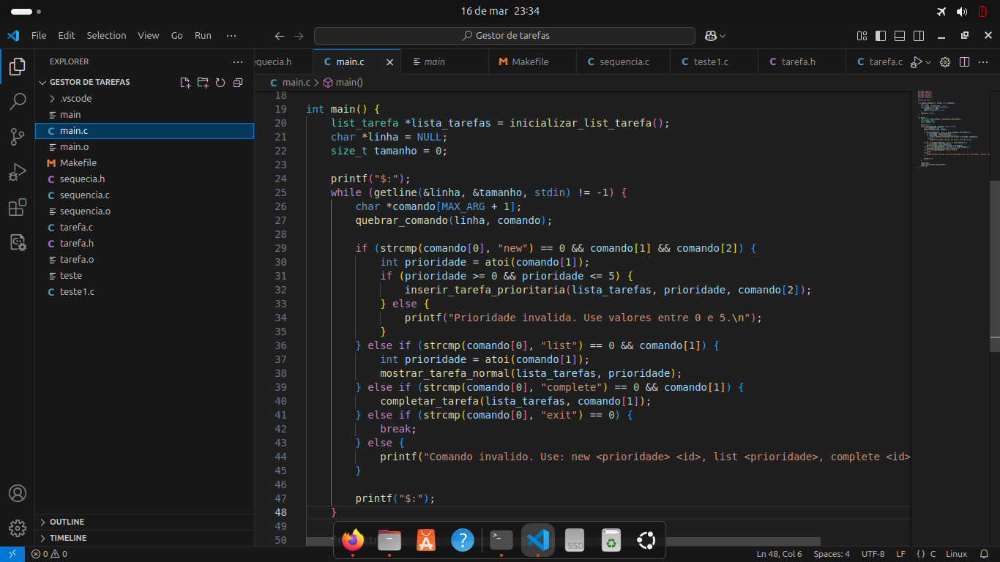 16 de mar 23:34
File Edit Selection View Go Run ···
Gestor de tarefas
EXPLORER
GESTOR DE TAREFAS
.vscode
main
main.c
main.o
Makefile
sequecia.h
sequencia.c
sequencia.o
tarefa.c
tarefa.h
tarefa.o
teste
teste1.c
OUTLINE
TIMELINE
equecia.h main.c main Makefile sequencia.c teste1.c tarefa.h tarefa.c
main.c > main()
18
19 int main() {
20 list_tarefa *lista_tarefas = inicializar_list_tarefa();
21 char *linha = NULL;
22 size_t tamanho = 0;
23
24 printf("$:");
25 while (getline(&linha, &tamanho, stdin) != -1) {
26 char *comando[MAX_ARG + 1];
27 quebrar_comando(linha, comando);
28
29 if (strcmp(comando[0], "new") == 0 && comando[1] && comando[2]) {
30 int prioridade = atoi(comando[1]);
31 if (prioridade >= 0 && prioridade <= 5) {
32 inserir_tarefa_prioritaria(lista_tarefas, prioridade, comando[2]);
33 } else {
34 printf("Prioridade invalida. Use valores entre 0 e 5.\n");
35 }
36 } else if (strcmp(comando[0], "list") == 0 && comando[1]) {
37 int prioridade = atoi(comando[1]);
38 mostrar_tarefa_normal(lista_tarefas, prioridade);
39 } else if (strcmp(comando[0], "complete") == 0 && comando[1]) {
40 completar_tarefa(lista_tarefas, comando[1]);
41 } else if (strcmp(comando[0], "exit") == 0) {
42 break;
43 } else {
44 printf("Comando invalido. Use: new <prioridade> <id>, list <prioridade>, complete <id>
45 }
46
47 printf("$:");
48 }
49
50
SSD
0 0
Ln 48, Col 6 Spaces: 4 UTF-8 LF {} C Linux